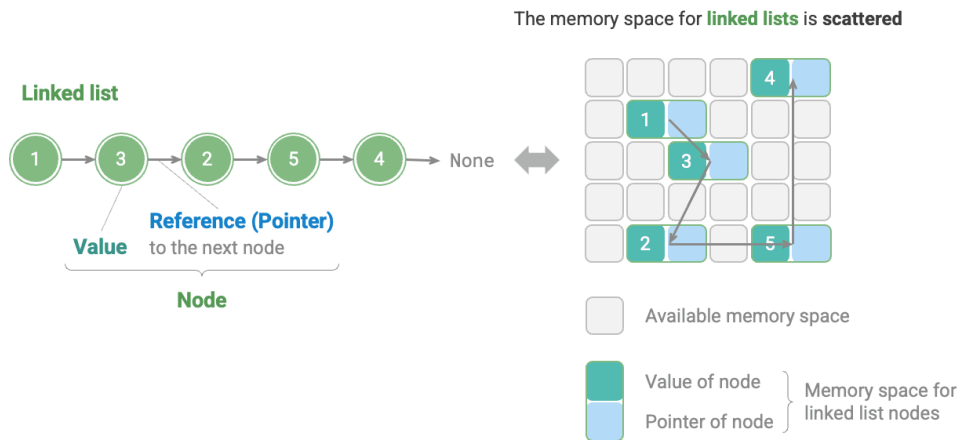 The memory space for linked lists is scattered
Linked list
1 3 2 5 4 None
Value
Reference (Pointer)
to the next node
Node
4
1
3
2 5
Available memory space
Value of node
Pointer of node
Memory space for
linked list nodes